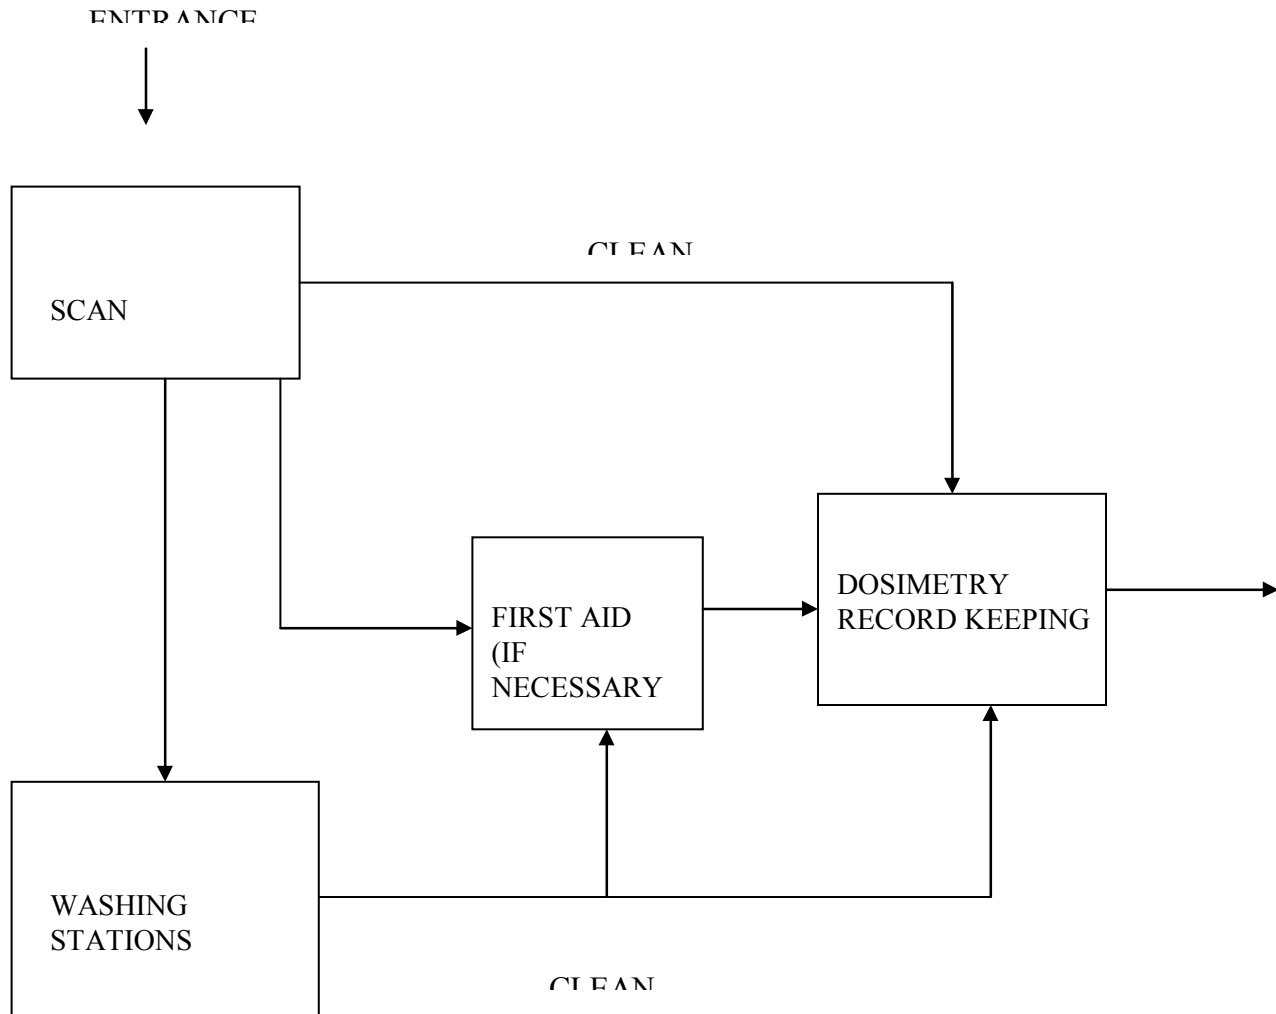 ENTRANCE
CLEAN
SCAN
DOSIMETRY
RECORD KEEPING
FIRST AID
(IF
NECESSARY
WASHING
STATIONS
CLEAN